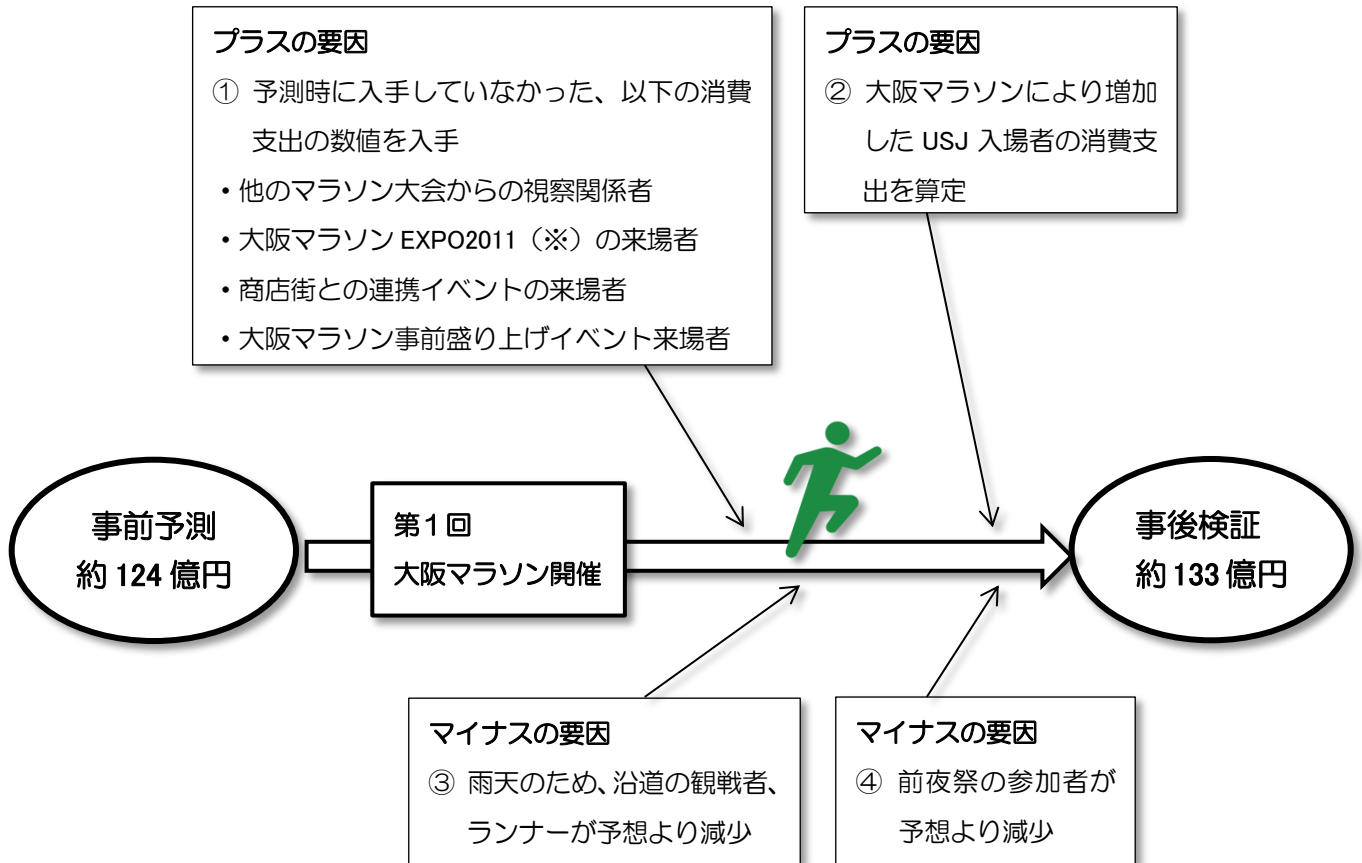 プラスの要因
① 予測時に入手していなかった、以下の消費
支出の数値を入手
・他のマラソン大会からの視察関係者
・大阪マラソン EXPO2011（※）の来場者
・商店街との連携イベントの来場者
・大阪マラソン事前盛り上げイベント来場者
プラスの要因
② 大阪マラソンにより増加
した USJ 入場者の消費支
出を算定
事前予測
約 124 億円
第１回
大阪マラソン開催
事後検証
約 133 億円
マイナスの要因
③ 雨天のため、沿道の観戦者、
ランナーが予想より減少
マイナスの要因
④ 前夜祭の参加者が
予想より減少